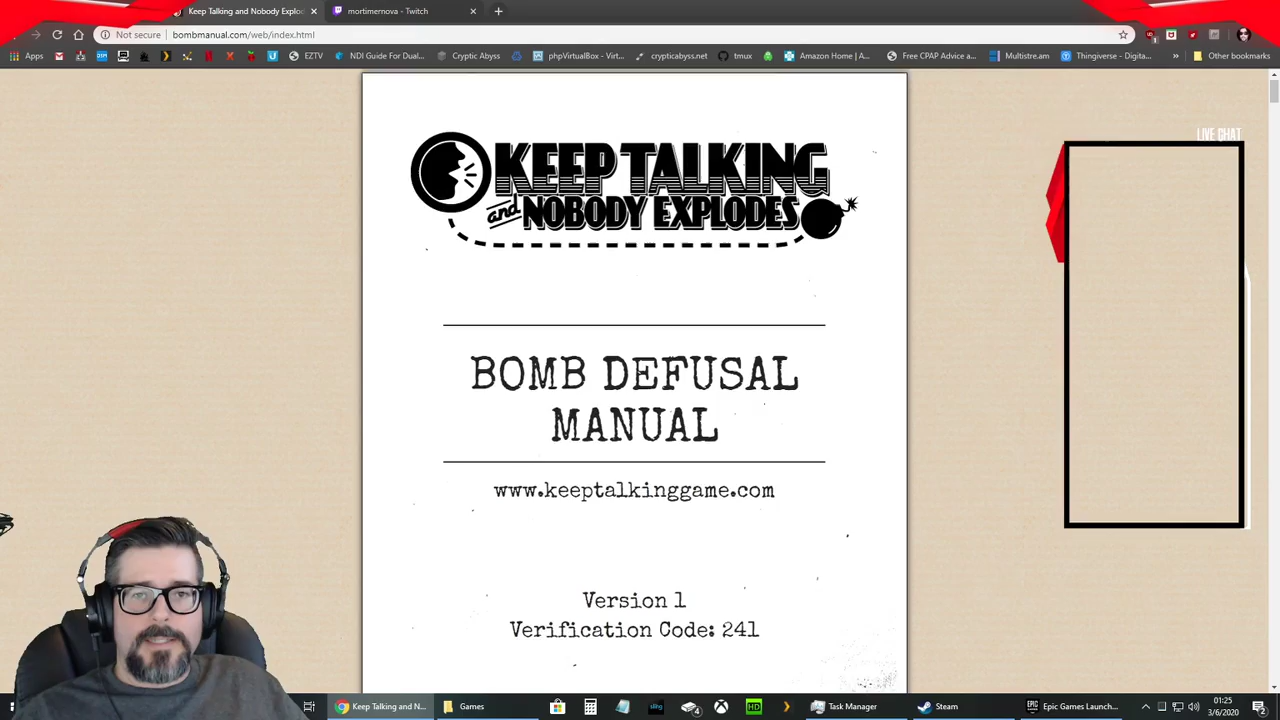 Keep Talking and Nobody Explod
mortimernova - Twitch
Not secure
bombmanual.com/web/index.html
Apps
EZTV
NDI Guide For Dual...
Cryptic Abyss
phpVirtualBox - Virt...
crypticabyss.net
tmux
Amazon Home | A...
Free CPAP Advice a...
Multistre.am
Thingiverse - Digita...
Other bookmarks
LIVE CHAT
KEEP TALKING
and NOBODY EXPLODES
BOMB DEFUSAL
MANUAL
www.keeptalkinggame.com
Version 1
Verification Code: 241
Keep Talking and N...
Games
Task Manager
Steam
Epic Games Launch...
01:25
3/6/2020